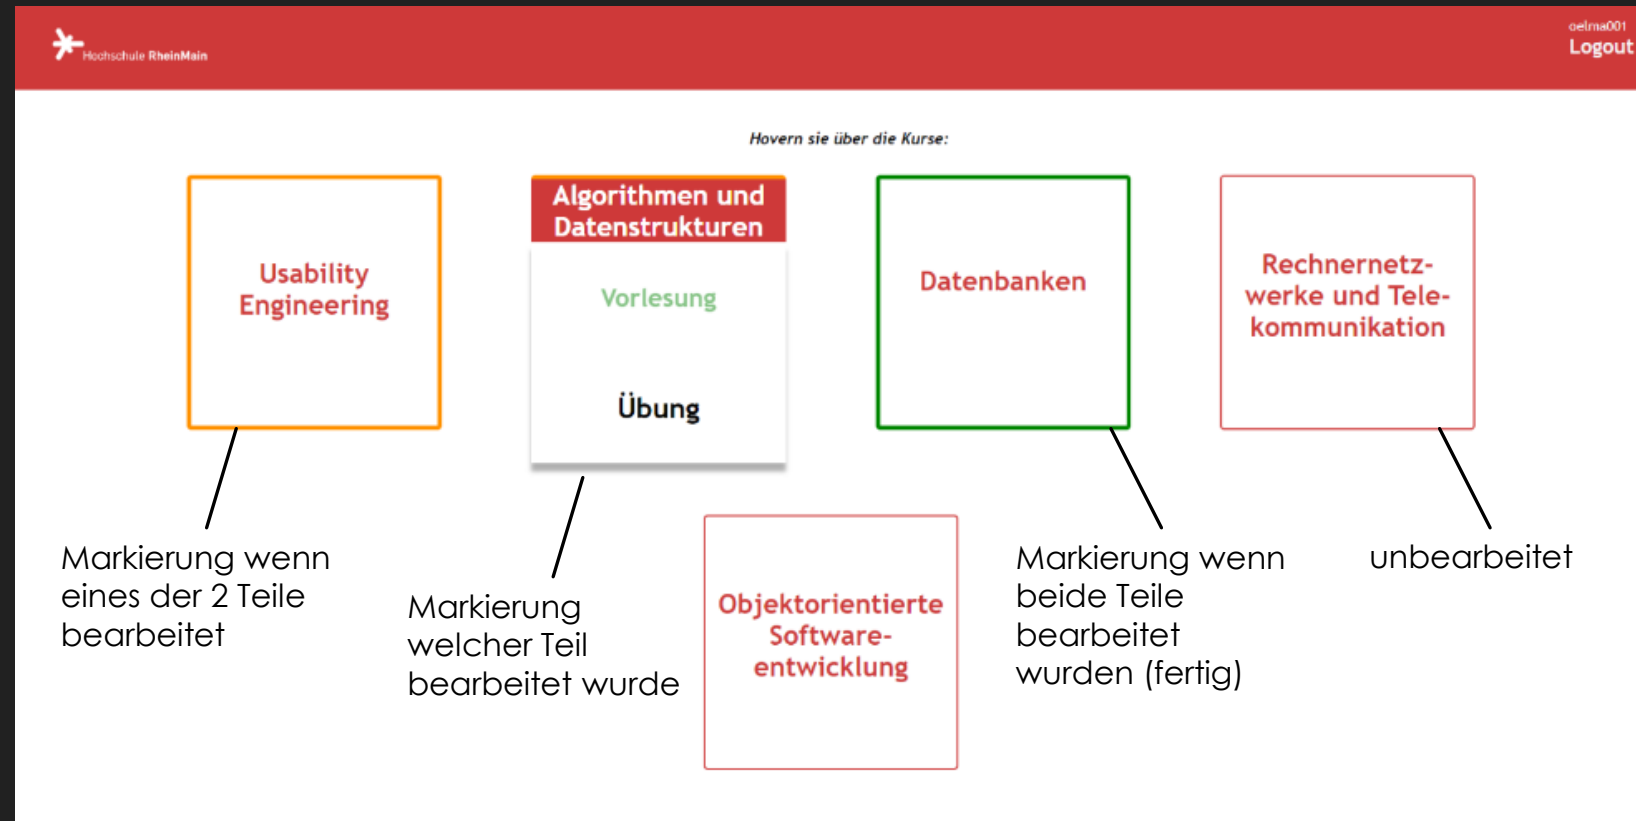 Hochschule RheinMain
oelma001
Logout
Hovern sie über die Kurse:
Usability
Engineering
Algorithmen und
Datenstrukturen
Vorlesung
Übung
Datenbanken
Rechnernetz-
werke und Tele-
kommunikation
Markierung wenn
eines der 2 Teile
bearbeitet
Markierung
welcher Teil
bearbeitet wurde
Objektorientierte
Software-
entwicklung
Markierung wenn
beide Teile
bearbeitet
wurden (fertig)
unbearbeitet